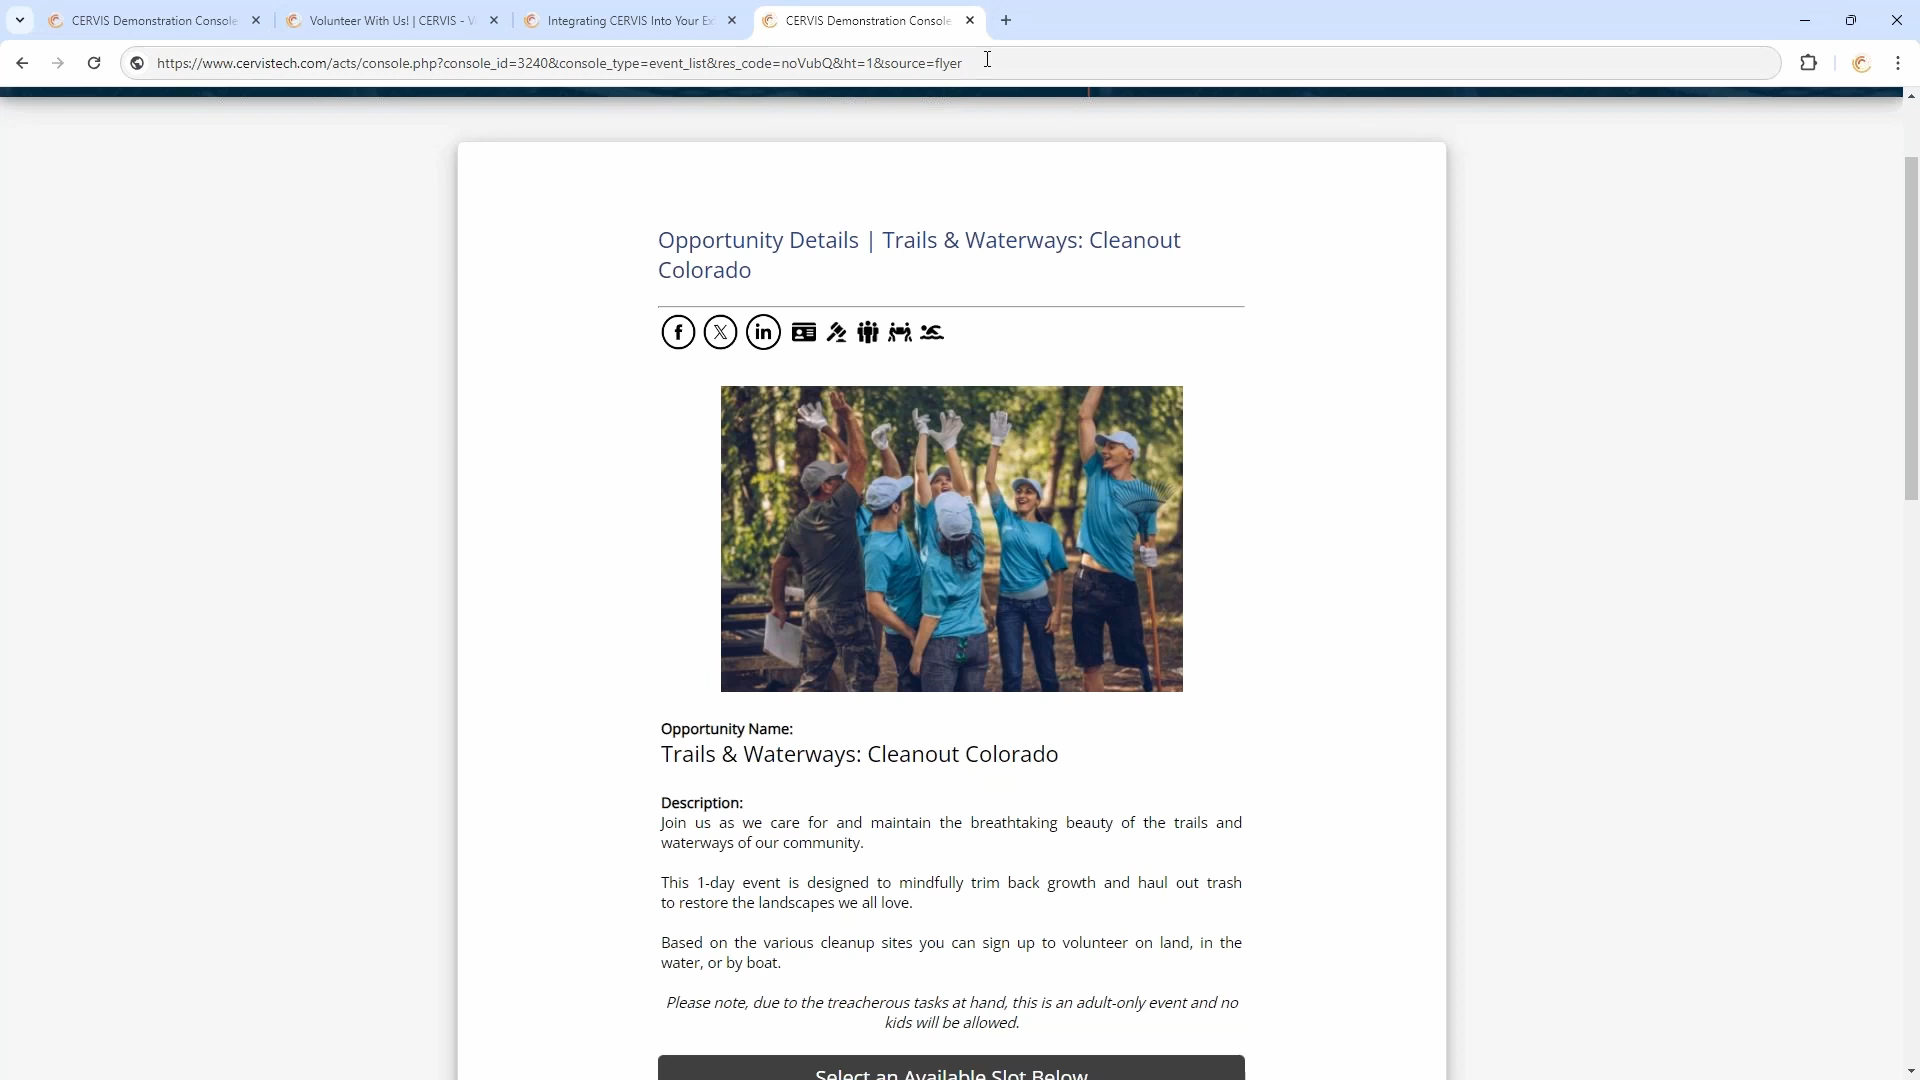 CERVIS Demonstration Console
Volunteer With Us! | CERVIS - V
Integrating CERVIS Into Your Ex
CERVIS Demonstration Console
https://www.cervistech.com/acts/console.php?console_id=3240&console_type=event_list&res_code=noVubQ&ht=1&source=flyer
Opportunity Details | Trails & Waterways: Cleanout
Colorado
Opportunity Name:
Trails & Waterways: Cleanout Colorado
Description:
Join us as we care for and maintain the breathtaking beauty of the trails and
waterways of our community.
This 1-day event is designed to mindfully trim back growth and haul out trash
to restore the landscapes we all love.
Based on the various cleanup sites you can sign up to volunteer on land, in the
water, or by boat.
Please note, due to the treacherous tasks at hand, this is an adult-only event and no
kids will be allowed.
Select an Available Slot Below